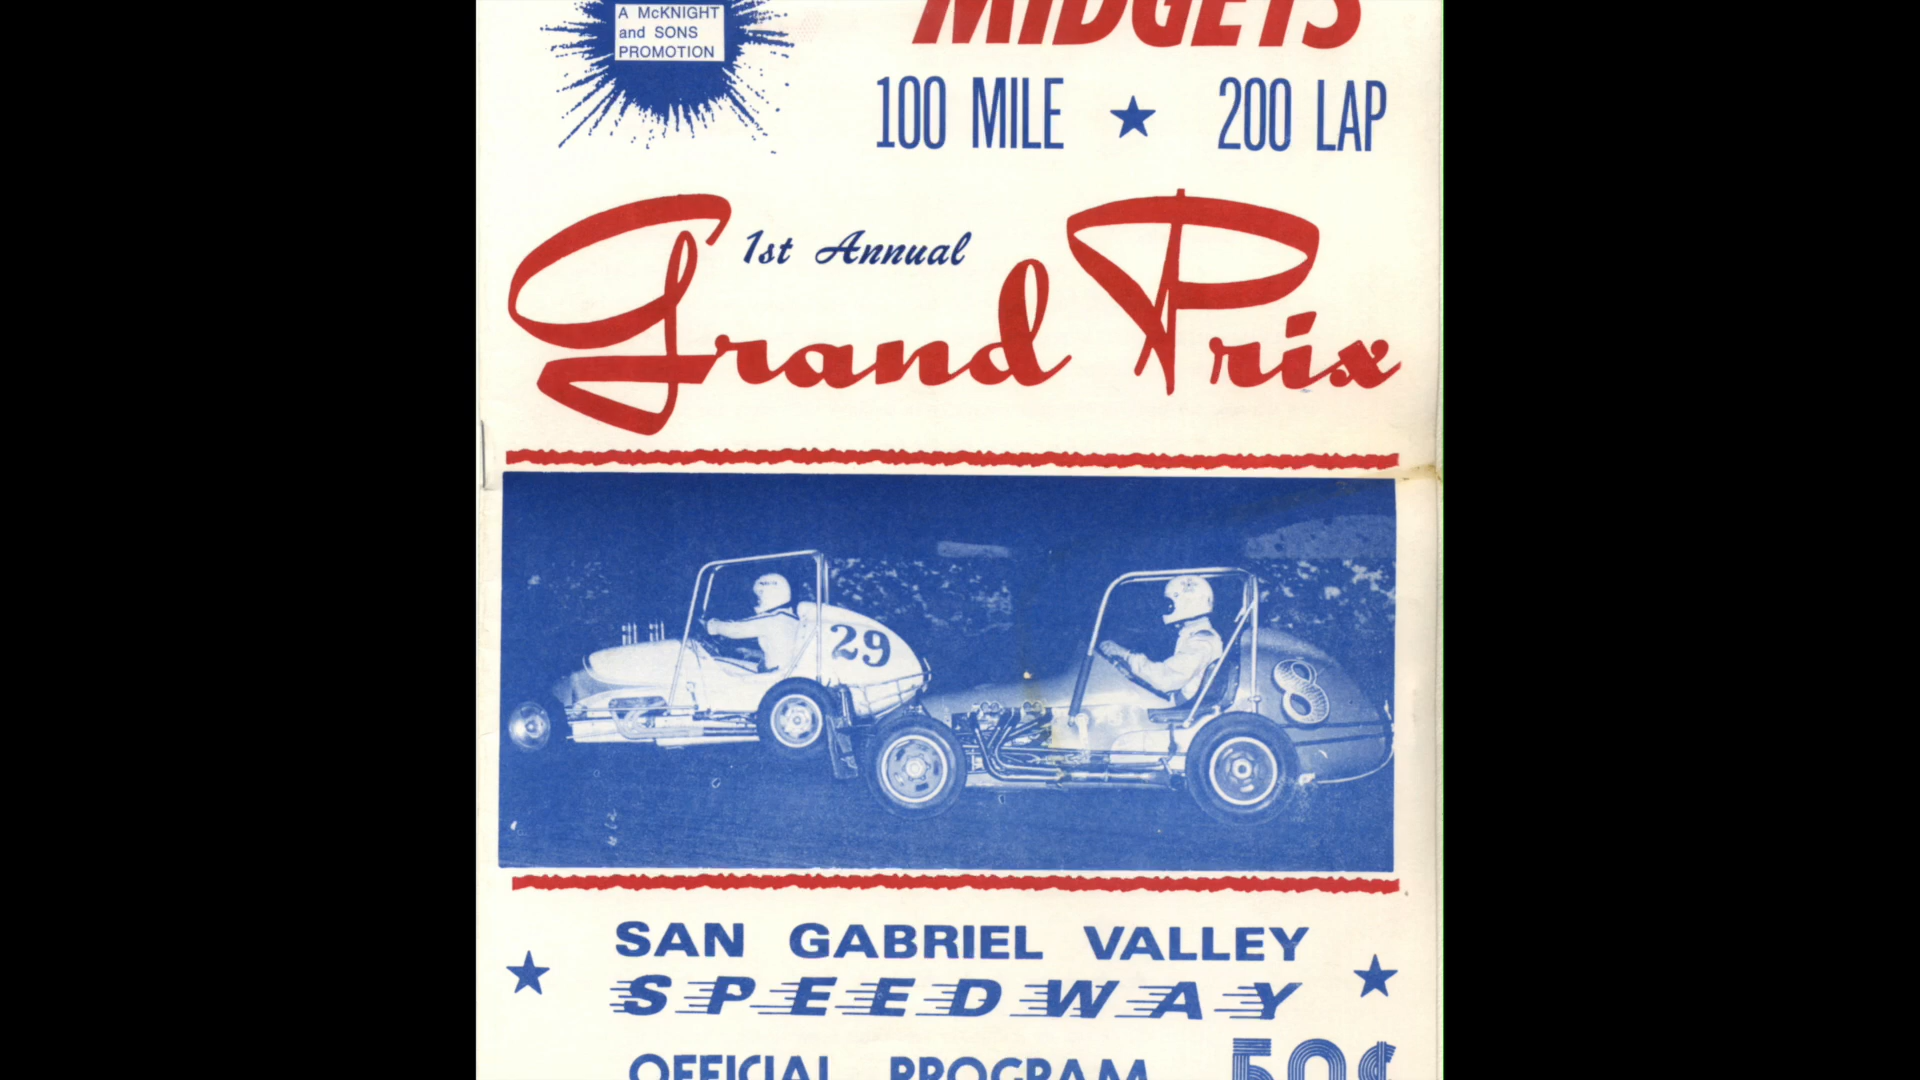 A McKNIGHT
and SONS
PROMOTION
MIDGETS
100 MILE ★ 200 LAP
1st Annual
Grand Prix
29
8
SAN GABRIEL VALLEY
SPEEDWAY
OFFICIAL PROGRAM 50¢